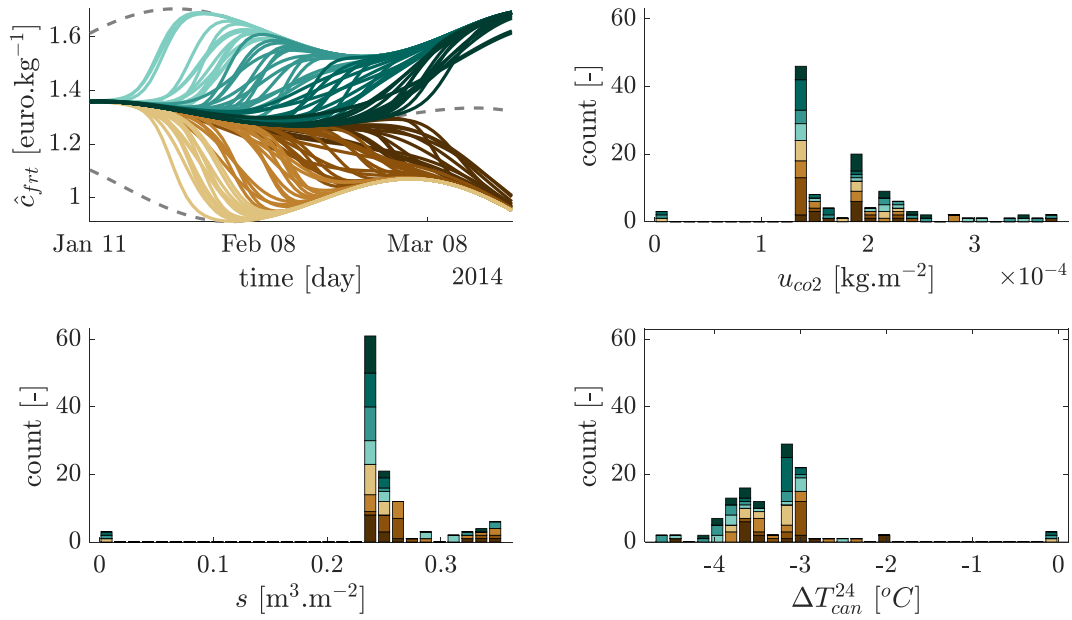 1.6
1.4
1.2
1
ĉ_frt [euro.kg⁻¹]
Jan 11
Feb 08
Mar 08
time [day]
2014
60
40
20
0
count [-]
0
1
2
3
u_co2 [kg.m⁻²]
×10⁻⁴
60
40
20
0
count [-]
0
0.1
0.2
0.3
s [m³.m⁻²]
60
40
20
0
count [-]
-4
-3
-2
-1
0
ΔT_can^24 [°C]